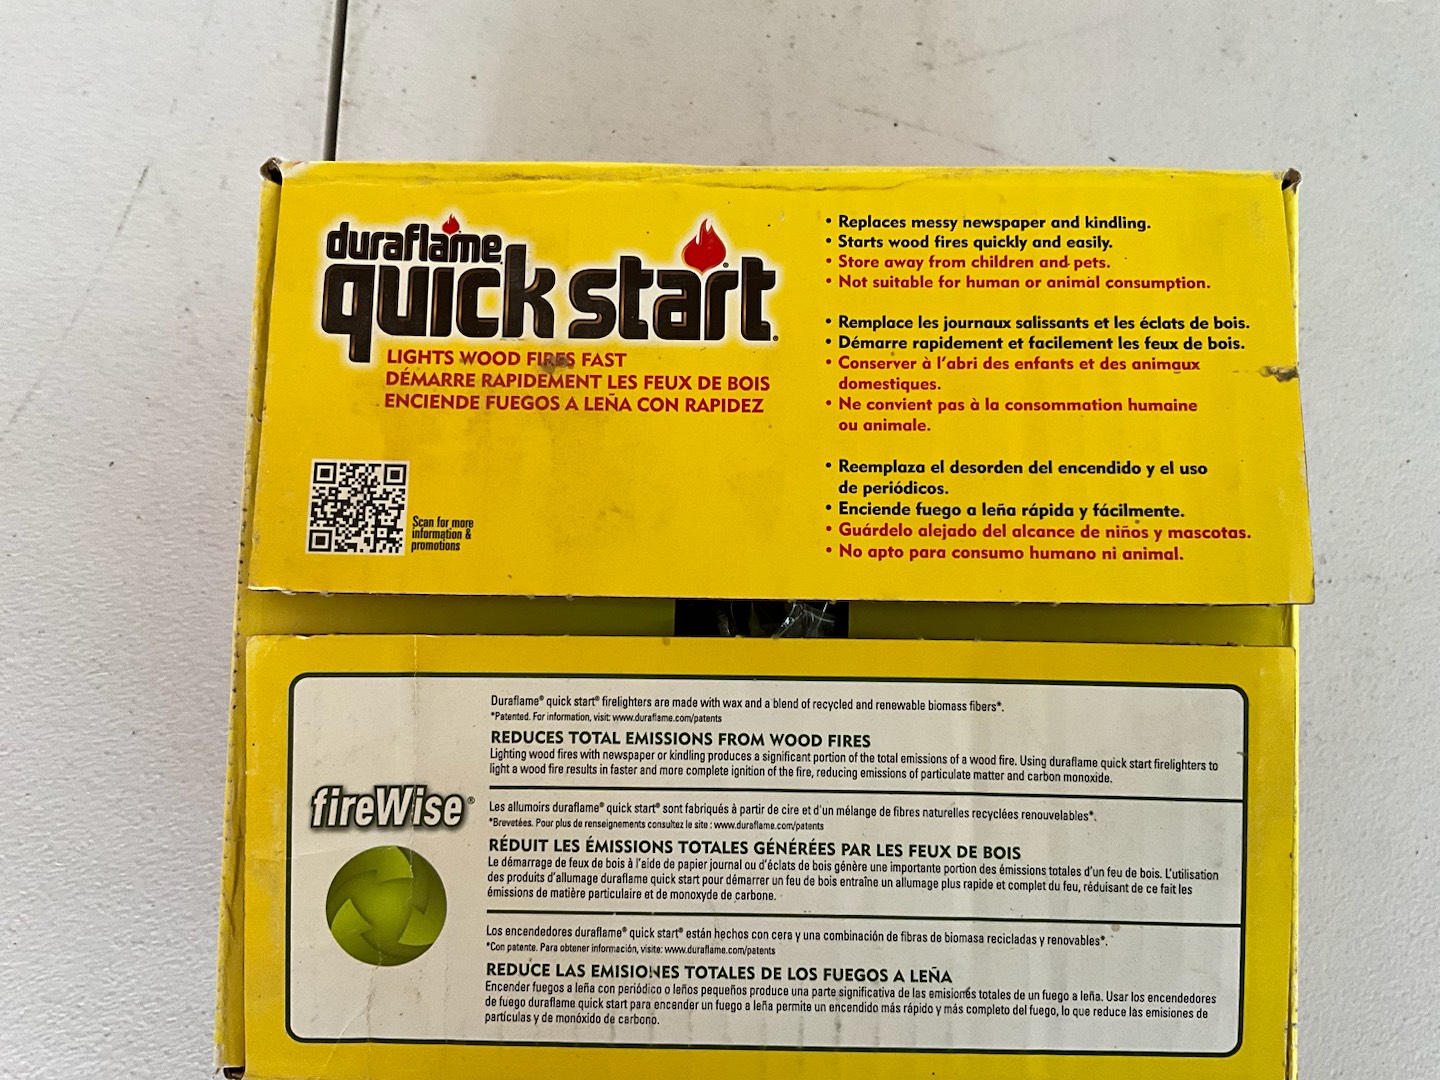 duraflame
quick start®
LIGHTS WOOD FIRES FAST
DÉMARRE RAPIDEMENT LES FEUX DE BOIS
ENCIENDE FUEGOS A LEÑA CON RAPIDEZ
Scan for more
information &
promotions
• Replaces messy newspaper and kindling.
• Starts wood fires quickly and easily.
• Store away from children and pets.
• Not suitable for human or animal consumption.
• Remplace les journaux salissants et les éclats de bois.
• Démarre rapidement et facilement les feux de bois.
• Conserver à l'abri des enfants et des animaux
domestiques.
• Ne convient pas à la consommation humaine
ou animale.
• Reemplaza el desorden del encendido y el uso
de periódicos.
• Enciende fuego a leña rápida y fácilmente.
• Guárdelo alejado del alcance de niños y mascotas.
• No apto para consumo humano ni animal.
fireWise®
Duraflame® quick start® firelighters are made with wax and a blend of recycled and renewable biomass fibers*.
*Patented. For information, visit: www.duraflame.com/patents
REDUCES TOTAL EMISSIONS FROM WOOD FIRES
Lighting wood fires with newspaper or kindling produces a significant portion of the total emissions of a wood fire. Using duraflame quick start firelighters to
light a wood fire results in faster and more complete ignition of the fire, reducing emissions of particulate matter and carbon monoxide.
Les allumoirs duraflame® quick start® sont fabriqués à partir de cire et d'un mélange de fibres naturelles recyclées renouvelables*.
*Brevetées. Pour plus de renseignements consultez le site : www.duraflame.com/patents
RÉDUIT LES ÉMISSIONS TOTALES GÉNÉRÉES PAR LES FEUX DE BOIS
Le démarrage de feux de bois à l'aide de papier journal ou d'éclats de bois génère une importante portion des émissions totales d'un feu de bois. L'utilisation
des produits d'allumage duraflame quick start pour démarrer un feu de bois entraîne un allumage plus rapide et complet du feu, réduisant de ce fait les
émissions de matière particulaire et de monoxyde de carbone.
Los encendedores duraflame® quick start® están hechos con cera y una combinación de fibras de biomasa recicladas y renovables*.
*Con patente. Para obtener información, visite: www.duraflame.com/patents
REDUCE LAS EMISIONES TOTALES DE LOS FUEGOS A LEÑA
Encender fuegos a leña con periódico o leños pequeños produce una parte significativa de las emisiones totales de un fuego a leña. Usar los encendedores
de fuego duraflame quick start para encender un fuego a leña permite un encendido más rápido y más completo del fuego, lo que reduce las emisiones de
partículas y de monóxido de carbono.